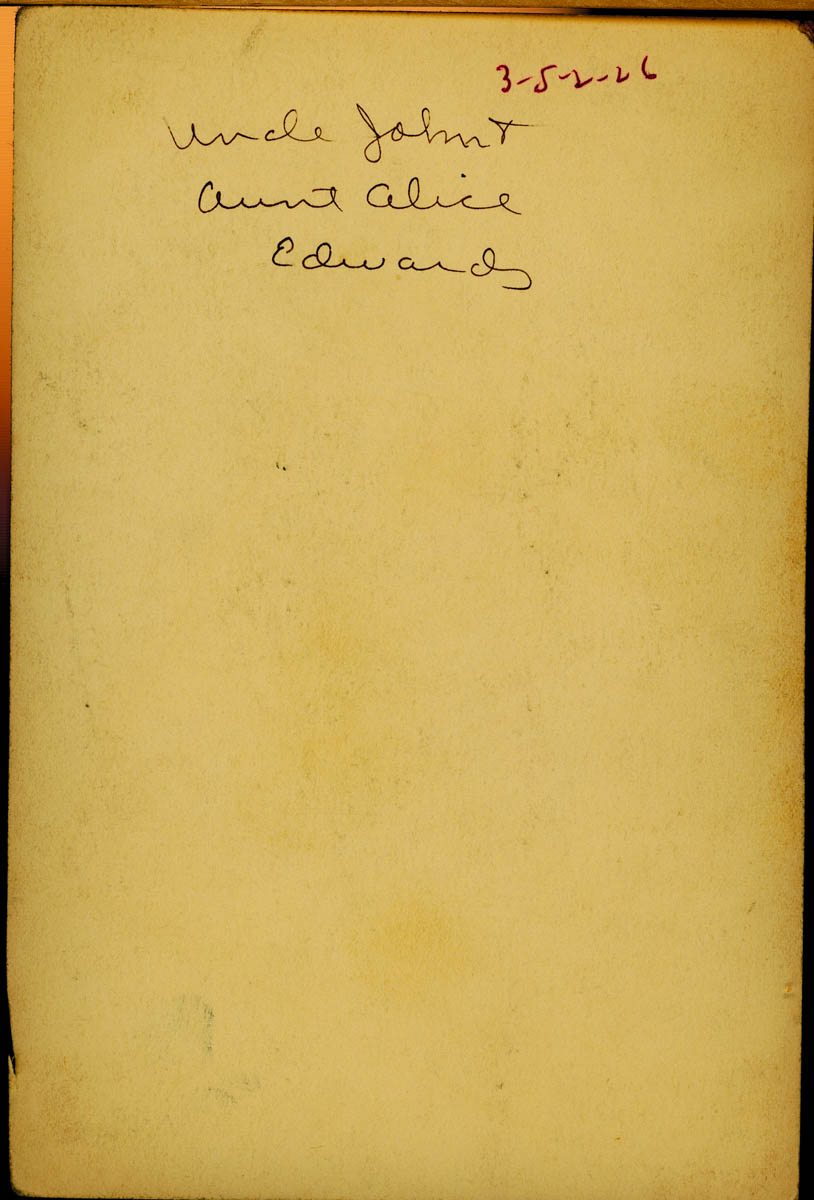 3-5-2-26
Uncle John +
Aunt Alice
Edwards